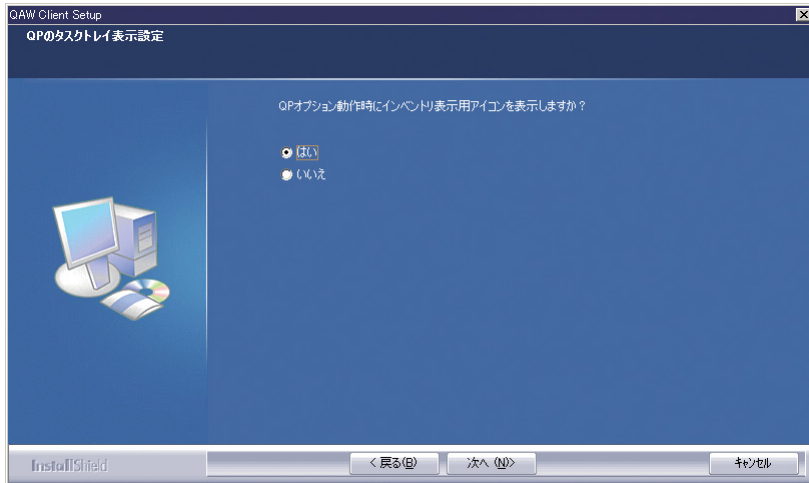 QAW Client Setup
QPのタスクトレイ表示設定
QPオプション動作時にインベントリ表示用アイコンを表示しますか？
はい
いいえ
InstallShield
< 戻る(B)
次へ (N)>
キャンセル